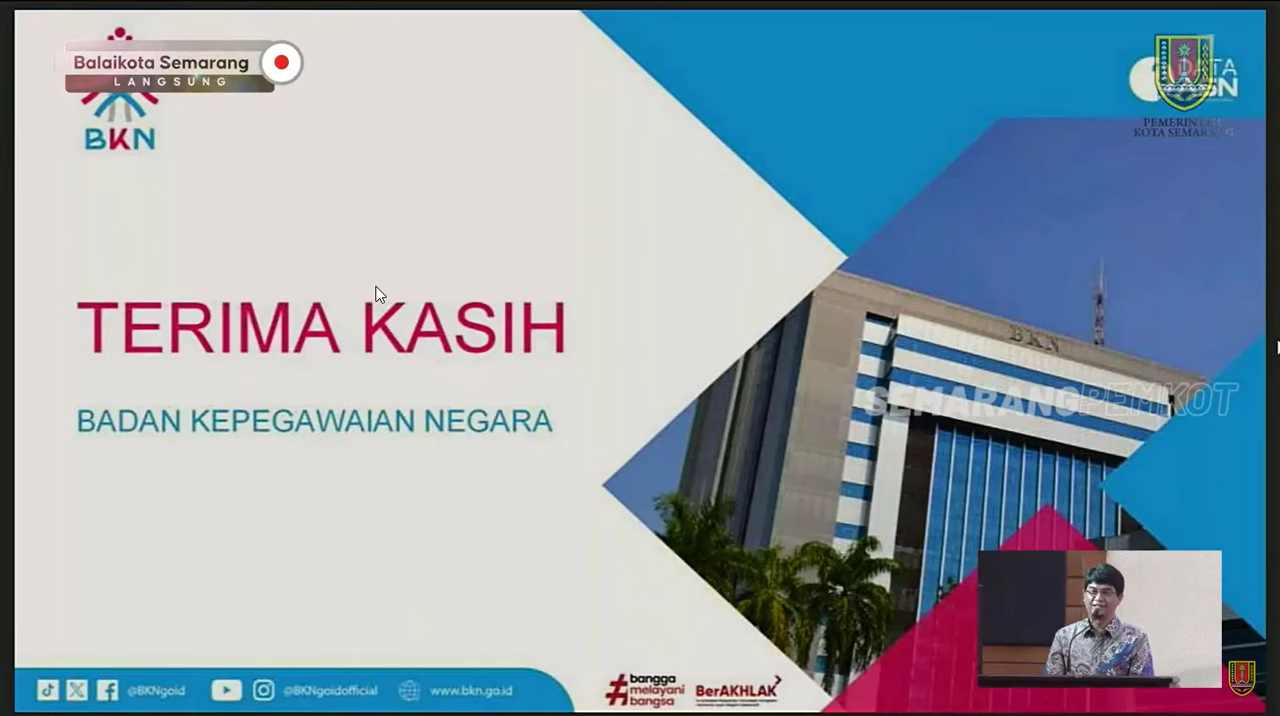 Balaikota Semarang
LANGSUNG
BKN
DATA
PEMERINTAH
KOTA SEMARANG
TERIMA KASIH
BADAN KEPEGAWAIAN NEGARA
BKN
SEMARANGPEMKOT
@BKNgoid
@BKNgoidofficial
www.bkn.go.id
#bangga
melayani
bangsa
BerAKHLAK